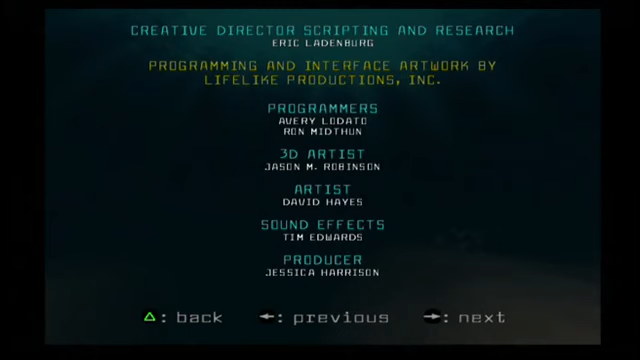 CREATIVE DIRECTOR SCRIPTING AND RESEARCH
ERIC LADENBURG
PROGRAMMING AND INTERFACE ARTWORK BY
LIFELIKE PRODUCTIONS, INC.
PROGRAMMERS
AVERY LODATO
RON MIDTHUN
3D ARTIST
JASON M. ROBINSON
ARTIST
DAVID HAYES
SOUND EFFECTS
TIM EDWARDS
PRODUCER
JESSICA HARRISON
: back : previous : next